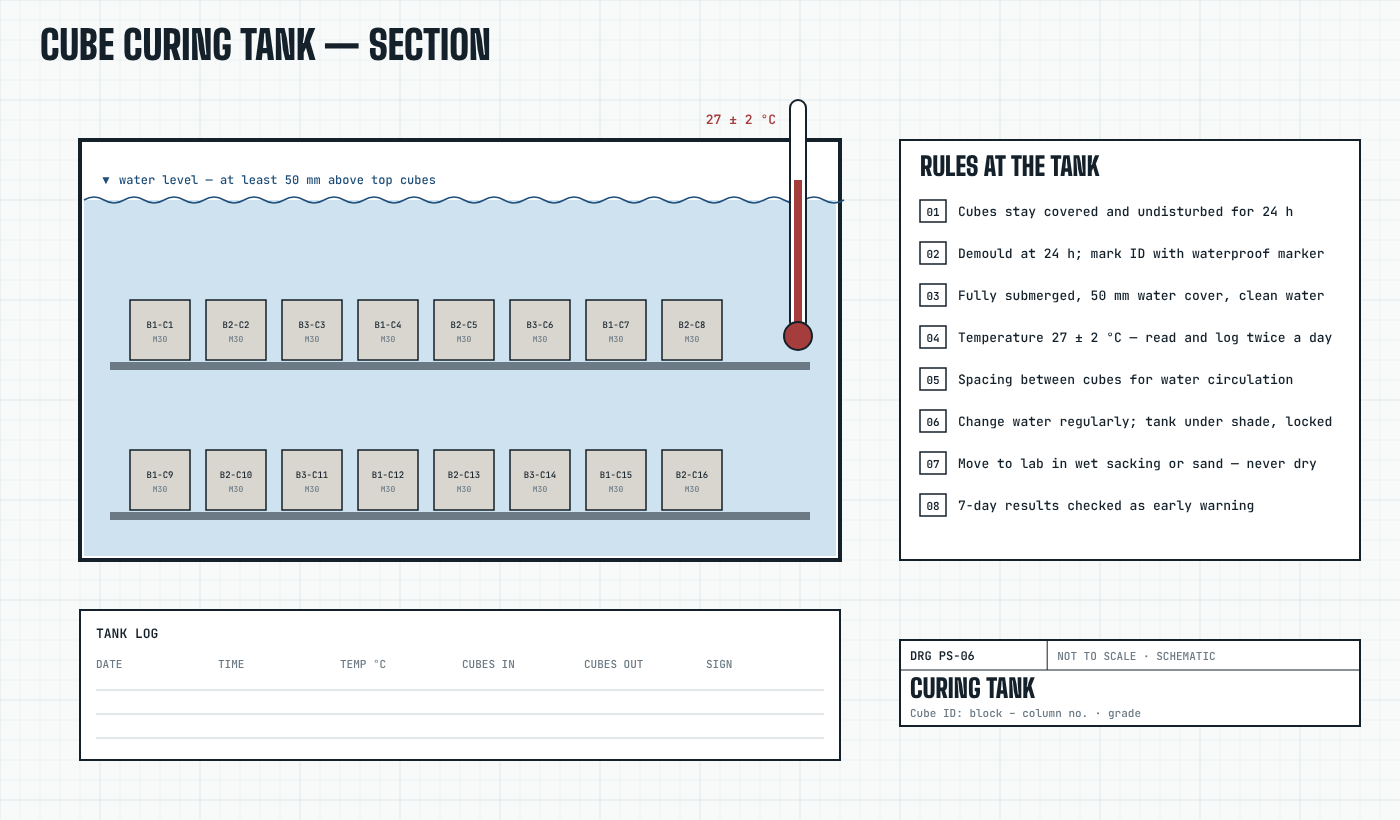 CUBE CURING TANK — SECTION
27 ± 2 °C
▼ water level — at least 50 mm above top cubes
B1-C1 B2-C2 B3-C3 B1-C4 B2-C5 B3-C6 B1-C7 B2-C8
M30 M30 M30 M30 M30 M30 M30 M30
B1-C9 B2-C10 B3-C11 B1-C12 B2-C13 B3-C14 B1-C15 B2-C16
M30 M30 M30 M30 M30 M30 M30 M30
RULES AT THE TANK
01 Cubes stay covered and undisturbed for 24 h
02 Demould at 24 h; mark ID with waterproof marker
03 Fully submerged, 50 mm water cover, clean water
04 Temperature 27 ± 2 °C — read and log twice a day
05 Spacing between cubes for water circulation
06 Change water regularly; tank under shade, locked
07 Move to lab in wet sacking or sand — never dry
08 7-day results checked as early warning
TANK LOG
DATE TIME TEMP °C CUBES IN CUBES OUT SIGN
DRG PS-06 NOT TO SCALE · SCHEMATIC
CURING TANK
Cube ID: block – column no. · grade